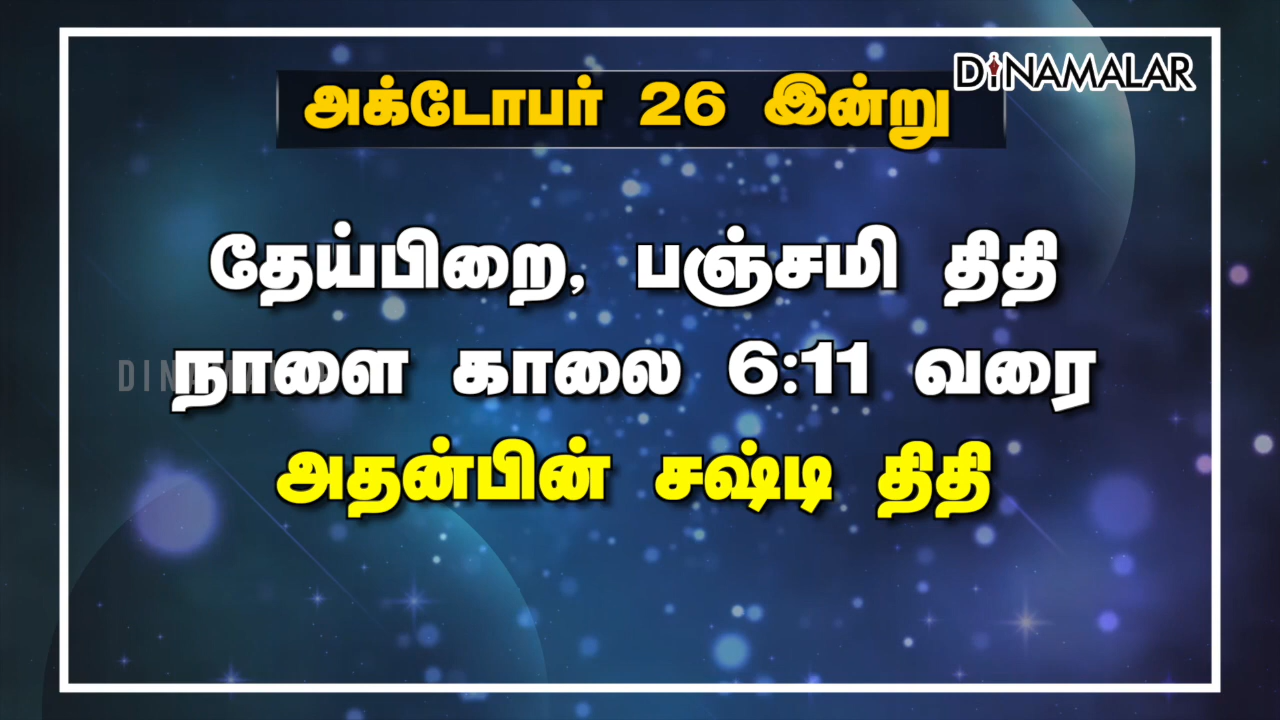 DINAMALAR
அக்டோபர் 26 இன்று
தேய்பிறை, பஞ்சமி திதி
நாளை காலை 6:11 வரை
அதன்பின் சஷ்டி திதி